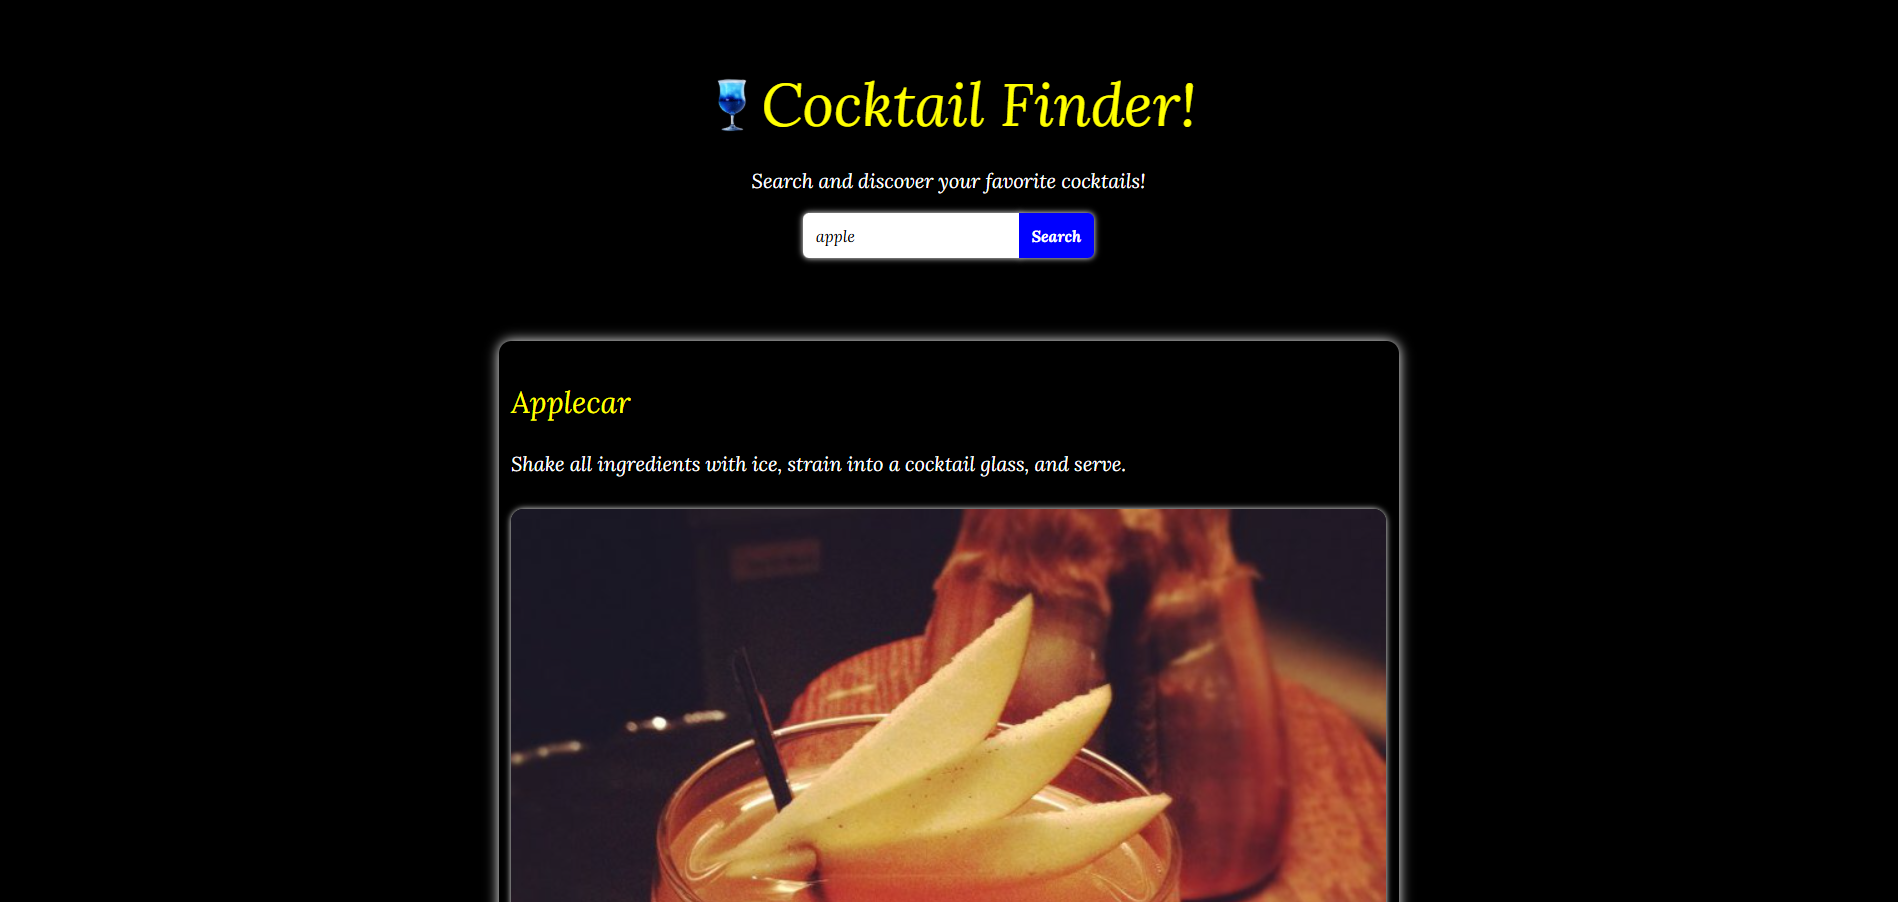 Cocktail Finder!
Search and discover your favorite cocktails!
apple
Search
Applecar
Shake all ingredients with ice, strain into a cocktail glass, and serve.